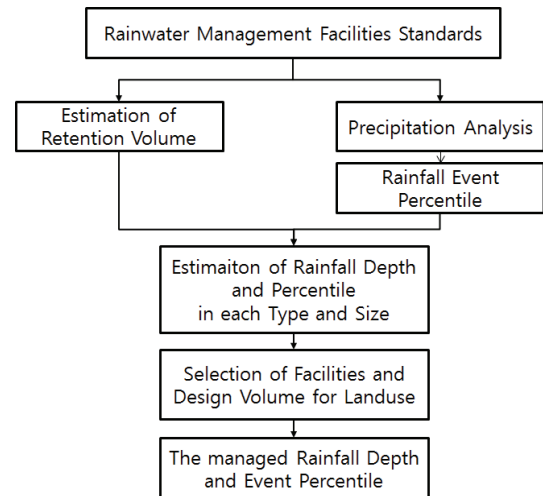 Rainwater Management Facilities Standards
Estimation of
Retention Volume
Precipitation Analysis
Rainfall Event
Percentile
Estimaiton of Rainfall Depth
and Percentile
in each Type and Size
Selection of Facilities and
Design Volume for Landuse
The managed Rainfall Depth
and Event Percentile